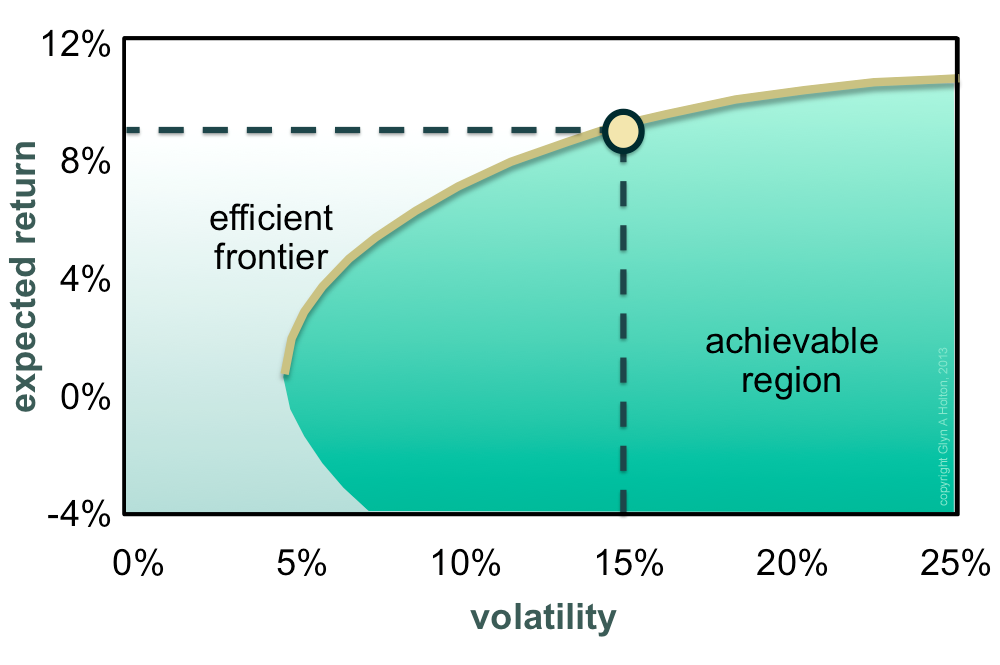 12%
8%
4%
0%
-4%
expected return
efficient
frontier
achievable
region
copyright Glyn A Holton, 2013
0%
5%
10%
15%
20%
25%
volatility